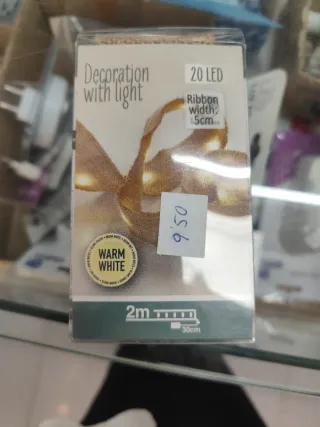 Decoration
with light
20 LED
Ribbon
width:
5cm
9.50
WARM
WHITE
2m
30cm